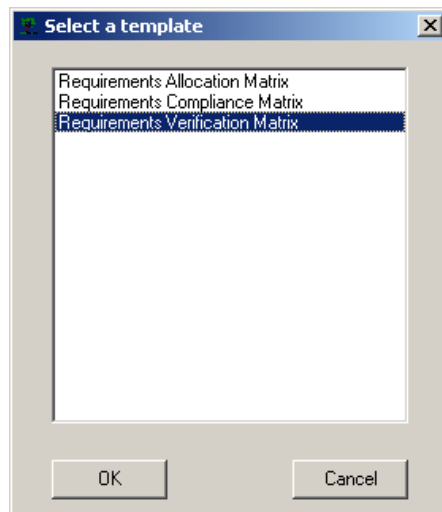 Select a template
Requirements Allocation Matrix
Requirements Compliance Matrix
Requirements Verification Matrix
OK
Cancel